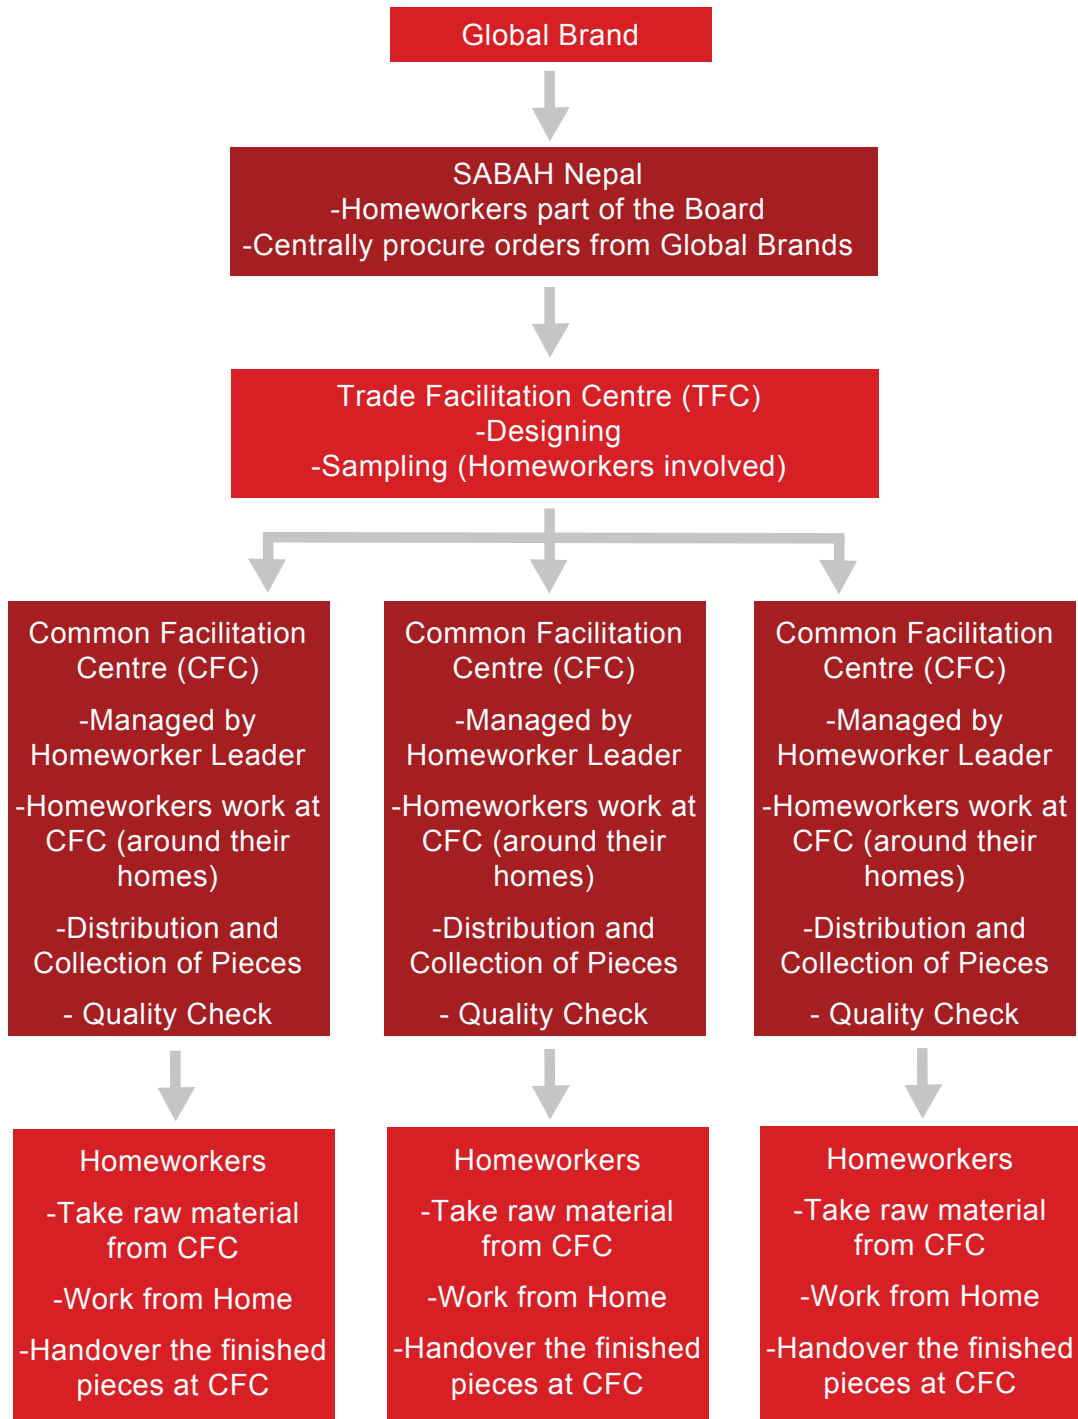 Global Brand
SABAH Nepal
-Homeworkers part of the Board
-Centrally procure orders from Global Brands
Trade Facilitation Centre (TFC)
-Designing
-Sampling (Homeworkers involved)
Common Facilitation
Centre (CFC)
-Managed by
Homeworker Leader
-Homeworkers work at
CFC (around their
homes)
-Distribution and
Collection of Pieces
- Quality Check
Common Facilitation
Centre (CFC)
-Managed by
Homeworker Leader
-Homeworkers work at
CFC (around their
homes)
-Distribution and
Collection of Pieces
- Quality Check
Common Facilitation
Centre (CFC)
-Managed by
Homeworker Leader
-Homeworkers work at
CFC (around their
homes)
-Distribution and
Collection of Pieces
- Quality Check
Homeworkers
-Take raw material
from CFC
-Work from Home
-Handover the finished
pieces at CFC
Homeworkers
-Take raw material
from CFC
-Work from Home
-Handover the finished
pieces at CFC
Homeworkers
-Take raw material
from CFC
-Work from Home
-Handover the finished
pieces at CFC